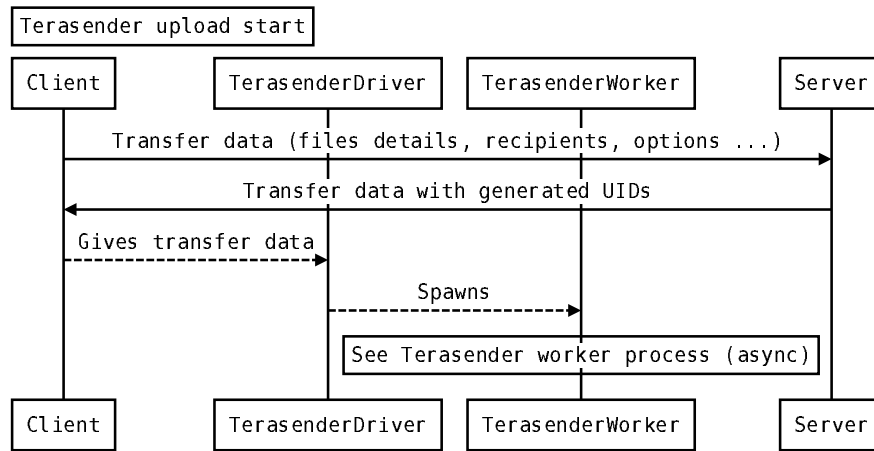 Terasender upload start
Client TerasenderDriver TerasenderWorker Server
Transfer data (files details, recipients, options ...)
Transfer data with generated UIDs
Gives transfer data
Spawns
See Terasender worker process (async)
Client TerasenderDriver TerasenderWorker Server